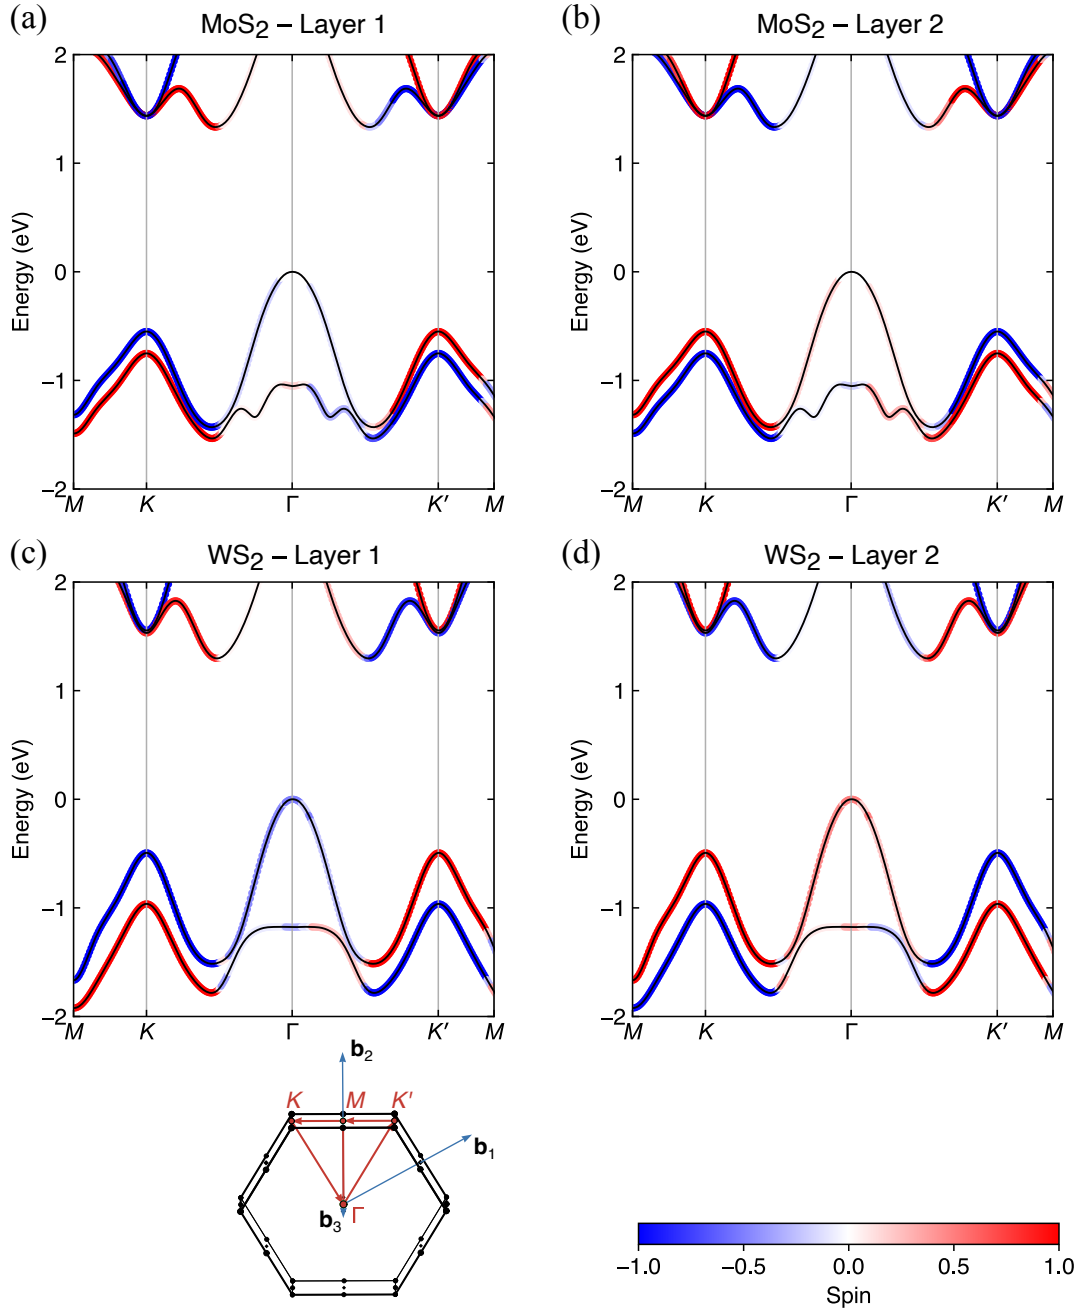 (a) MoS2 – Layer 1
2
1
0
−1
−2
Energy (eV)
M K Γ K′ M
(b) MoS2 – Layer 2
2
1
0
−1
−2
Energy (eV)
M K Γ K′ M
(c) WS2 – Layer 1
2
1
0
−1
−2
Energy (eV)
M K Γ K′ M
(d) WS2 – Layer 2
2
1
0
−1
−2
Energy (eV)
M K Γ K′ M
b2
K M K′
b1
b3 Γ
−1.0 −0.5 0.0 0.5 1.0
Spin